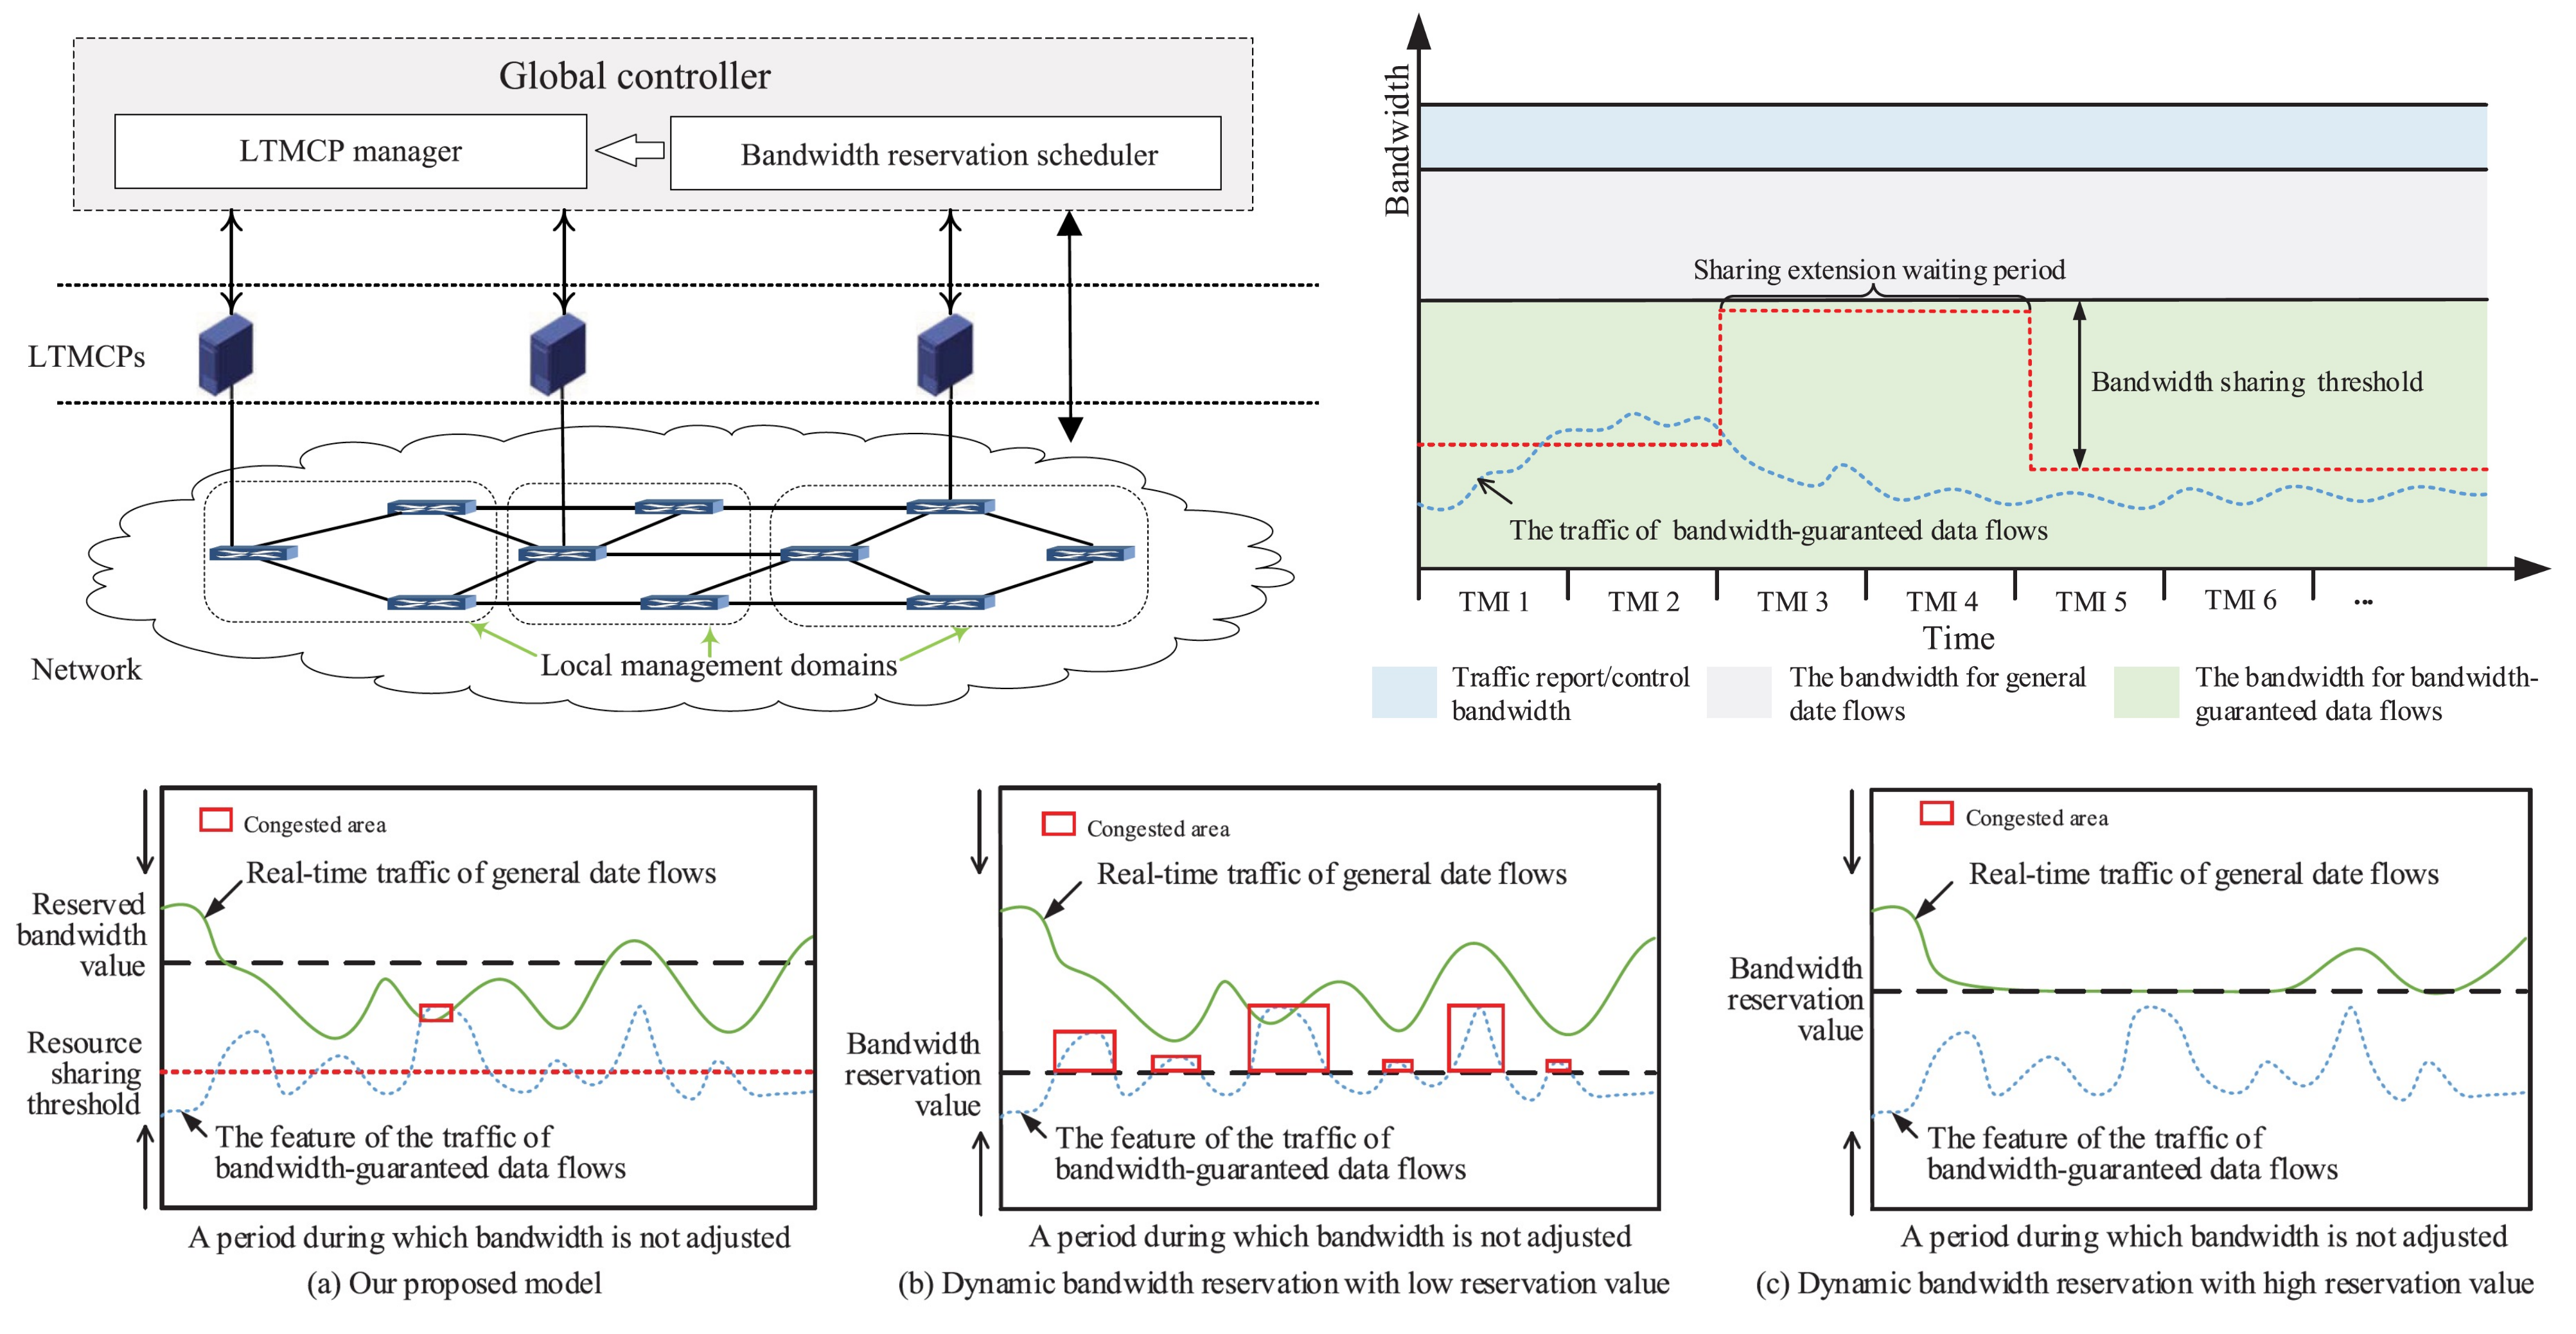 Global controller
LTMCP manager
Bandwidth reservation scheduler
LTMCPs
Local management domains
Network
Bandwidth
Sharing extension waiting period
Bandwidth sharing threshold
The traffic of bandwidth-guaranteed data flows
TMI 1
TMI 2
TMI 3
TMI 4
TMI 5
TMI 6
...
Time
Traffic report/control
bandwidth
The bandwidth for general
date flows
The bandwidth for bandwidth-
guaranteed data flows
Congested area
Real-time traffic of general date flows
Reserved
bandwidth
value
Resource
sharing
threshold
The feature of the traffic of
bandwidth-guaranteed data flows
A period during which bandwidth is not adjusted
(a) Our proposed model
Congested area
Real-time traffic of general date flows
Bandwidth
reservation
value
The feature of the traffic of
bandwidth-guaranteed data flows
A period during which bandwidth is not adjusted
(b) Dynamic bandwidth reservation with low reservation value
Congested area
Real-time traffic of general date flows
Bandwidth
reservation
value
The feature of the traffic of
bandwidth-guaranteed data flows
A period during which bandwidth is not adjusted
(c) Dynamic bandwidth reservation with high reservation value